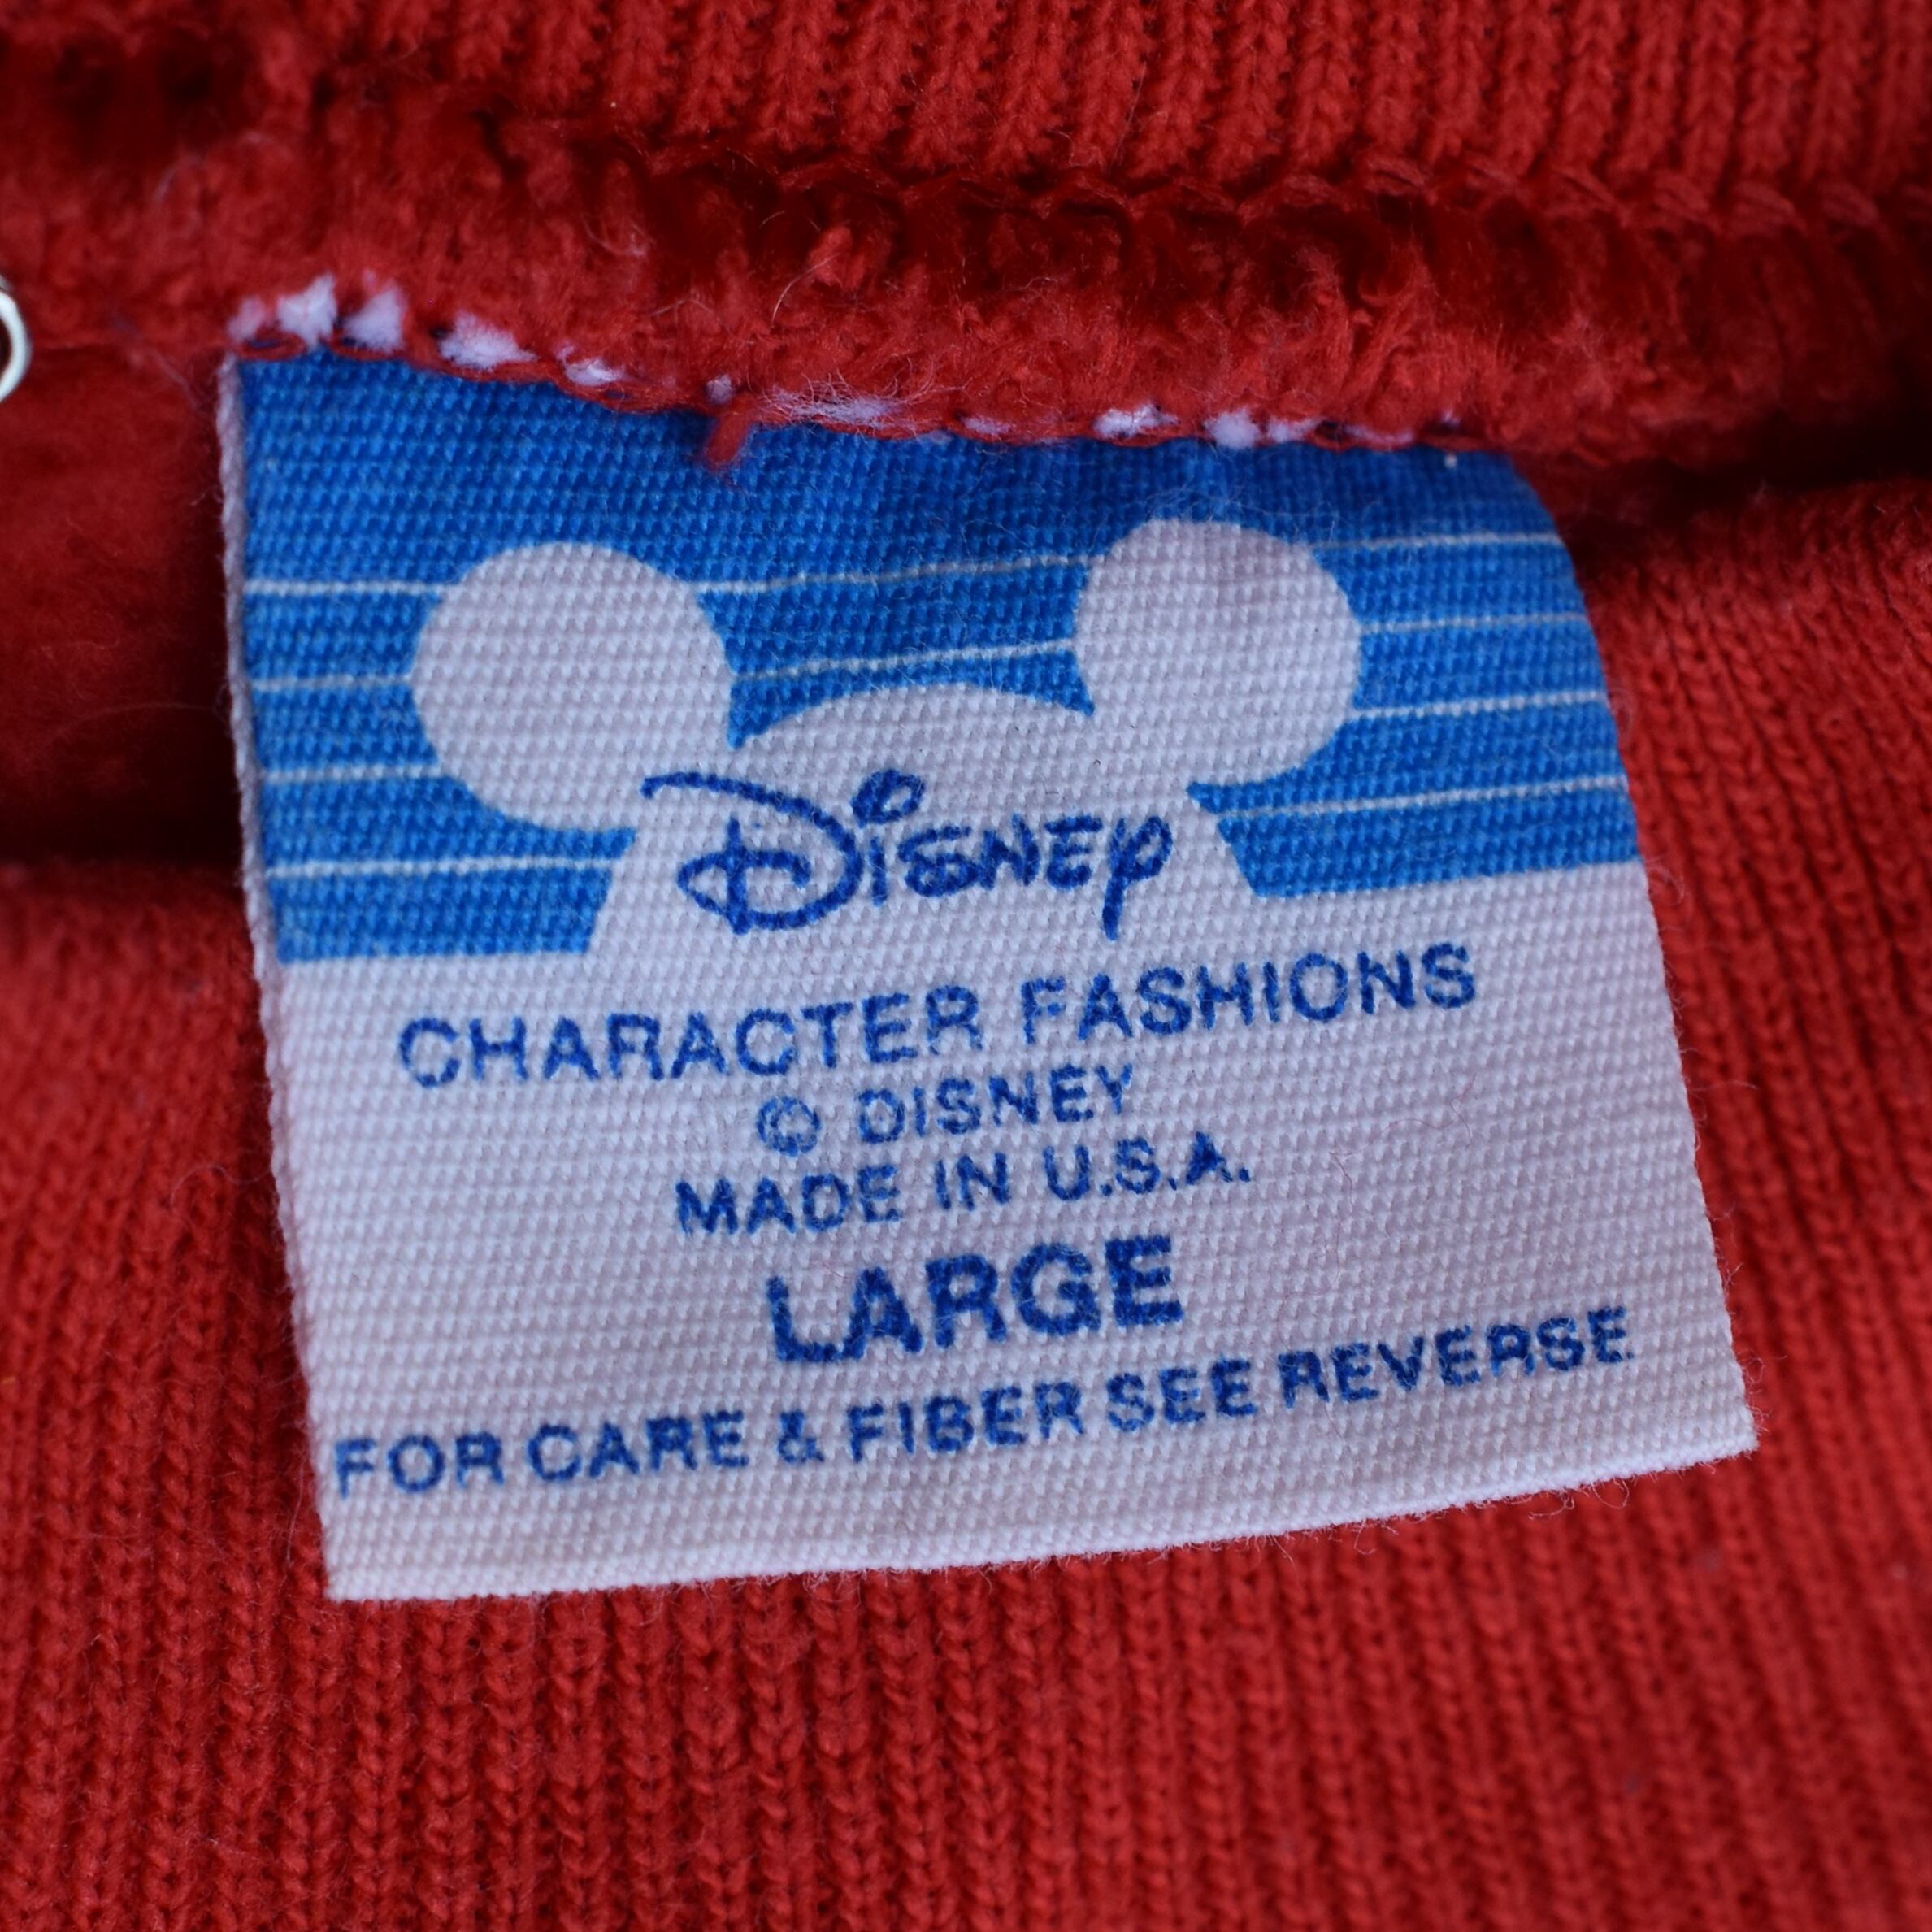 Disney
CHARACTER FASHIONS
© DISNEY
MADE IN U.S.A.
LARGE
FOR CARE & FIBER SEE REVERSE